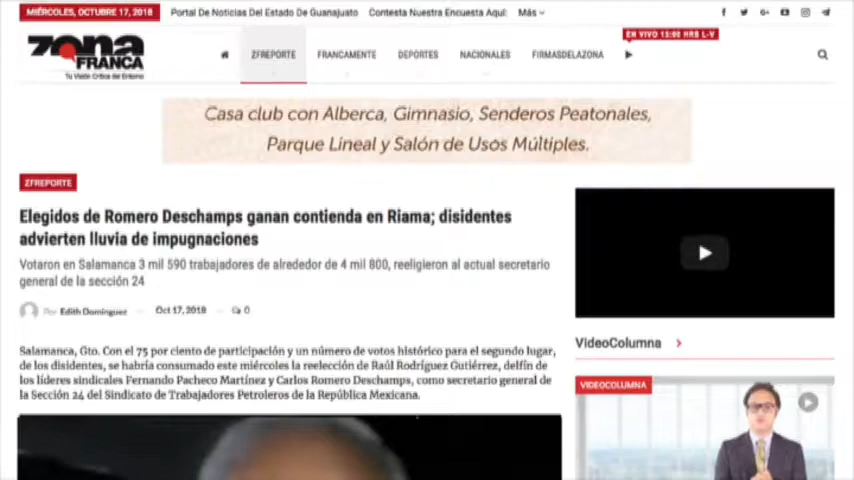 MIÉRCOLES, OCTUBRE 17, 2018
Portal De Noticias Del Estado De Guanajuato
Contesta Nuestra Encuesta Aquí:
Más
EN VIVO 13:00 HRS L-V
ZONA
FRANCA
Tu Visión Crítica del Entorno
ZFREPORTE
FRANCAMENTE
DEPORTES
NACIONALES
FIRMASDELAZONA
Casa club con Alberca, Gimnasio, Senderos Peatonales,
Parque Lineal y Salón de Usos Múltiples.
ZFREPORTE
Elegidos de Romero Deschamps ganan contienda en Riama; disidentes
advierten lluvia de impugnaciones
Votaron en Salamanca 3 mil 590 trabajadores de alrededor de 4 mil 800, reeligieron al actual secretario
general de la sección 24
Por Edith Domínguez
Oct 17, 2018
0
Salamanca, Gto. Con el 75 por ciento de participación y un número de votos histórico para el segundo lugar,
de los disidentes, se habría consumado este miércoles la reelección de Raúl Rodríguez Gutiérrez, delfín de
los líderes sindicales Fernando Pacheco Martínez y Carlos Romero Deschamps, como secretario general de
la Sección 24 del Sindicato de Trabajadores Petroleros de la República Mexicana.
VideoColumna
VIDEOCOLUMNA